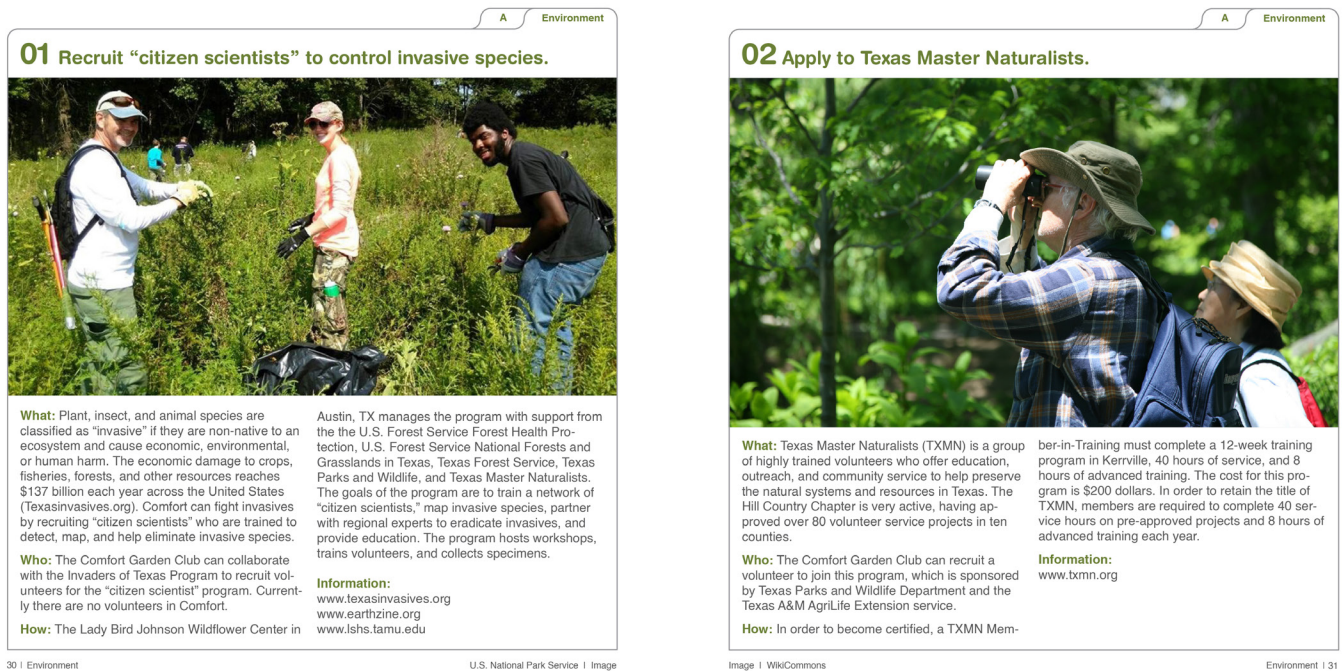 A Environment
01 Recruit “citizen scientists” to control invasive species.
What: Plant, insect, and animal species are
classified as “invasive” if they are non-native to an
ecosystem and cause economic, environmental,
or human harm. The economic damage to crops,
fisheries, forests, and other resources reaches
$137 billion each year across the United States
(Texasinvasives.org). Comfort can fight invasives
by recruiting “citizen scientists” who are trained to
detect, map, and help eliminate invasive species.
Who: The Comfort Garden Club can collaborate
with the Invaders of Texas Program to recruit vol-
unteers for the “citizen scientist” program. Current-
ly there are no volunteers in Comfort.
How: The Lady Bird Johnson Wildflower Center in
Austin, TX manages the program with support from
the the U.S. Forest Service Forest Health Pro-
tection, U.S. Forest Service National Forests and
Grasslands in Texas, Texas Forest Service, Texas
Parks and Wildlife, and Texas Master Naturalists.
The goals of the program are to train a network of
“citizen scientists,” map invasive species, partner
with regional experts to eradicate invasives, and
provide education. The program hosts workshops,
trains volunteers, and collects specimens.
Information:
www.texasinvasives.org
www.earthzine.org
www.lshs.tamu.edu
30 | Environment
U.S. National Park Service | Image
A Environment
02 Apply to Texas Master Naturalists.
What: Texas Master Naturalists (TXMN) is a group
of highly trained volunteers who offer education,
outreach, and community service to help preserve
the natural systems and resources in Texas. The
Hill Country Chapter is very active, having ap-
proved over 80 volunteer service projects in ten
counties.
Who: The Comfort Garden Club can recruit a
volunteer to join this program, which is sponsored
by Texas Parks and Wildlife Department and the
Texas A&M AgriLife Extension service.
How: In order to become certified, a TXMN Mem-
ber-in-Training must complete a 12-week training
program in Kerrville, 40 hours of service, and 8
hours of advanced training. The cost for this pro-
gram is $200 dollars. In order to retain the title of
TXMN, members are required to complete 40 ser-
vice hours on pre-approved projects and 8 hours of
advanced training each year.
Information:
www.txmn.org
Image | WikiCommons
Environment | 31